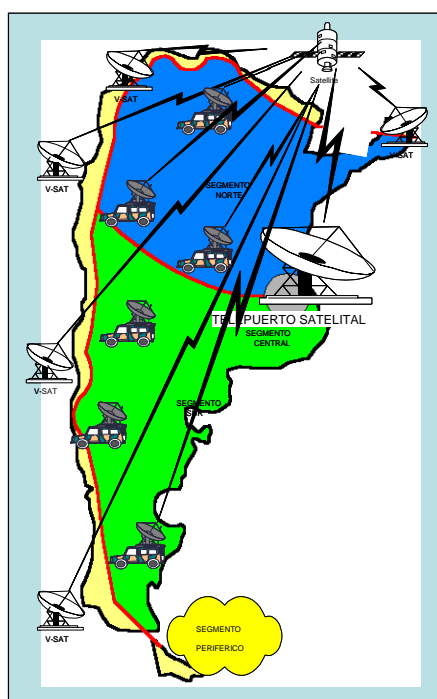 Satellite
V-SAT
V-SAT
V-SAT
SEGMENTO
NORTE
TELEPUERTO SATELITAL
SEGMENTO
CENTRAL
V-SAT
SEGMENTO
SUR
V-SAT
SEGMENTO
PERIFERICO